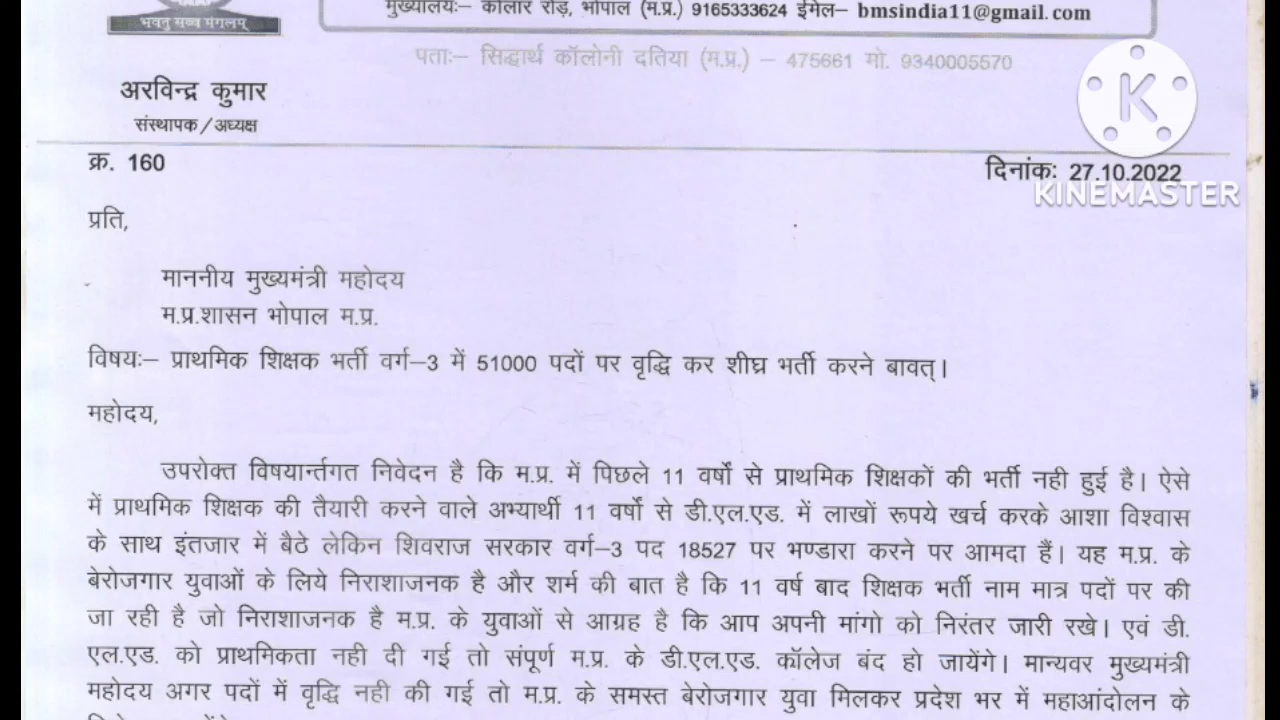 भवतु सब्ब मंगलम्
मुख्यालयः– कोलार रोड़, भोपाल (म.प्र.) 9165333624 ईमेल– bmsindia11@gmail.com
पताः– सिद्धार्थ कॉलोनी दतिया (म.प्र.) – 475661 मो. 9340005570
अरविन्द्र कुमार
संस्थापक/अध्यक्ष
क्र. 160
दिनांकः 27.10.2022
K
KINEMASTER
प्रति,
माननीय मुख्यमंत्री महोदय
म.प्र.शासन भोपाल म.प्र.
विषयः– प्राथमिक शिक्षक भर्ती वर्ग–3 में 51000 पदों पर वृद्धि कर शीघ्र भर्ती करने बावत्।
महोदय,
उपरोक्त विषयार्न्तगत निवेदन है कि म.प्र. में पिछले 11 वर्षो से प्राथमिक शिक्षकों की भर्ती नही हुई है। ऐसे
में प्राथमिक शिक्षक की तैयारी करने वाले अभ्यार्थी 11 वर्षों से डी.एल.एड. में लाखों रूपये खर्च करके आशा विश्वास
के साथ इंतजार में बैठे लेकिन शिवराज सरकार वर्ग–3 पद 18527 पर भण्डारा करने पर आमदा हैं। यह म.प्र. के
बेरोजगार युवाओं के लिये निराशाजनक है और शर्म की बात है कि 11 वर्ष बाद शिक्षक भर्ती नाम मात्र पदों पर की
जा रही है जो निराशाजनक है म.प्र. के युवाओं से आग्रह है कि आप अपनी मांगो को निरंतर जारी रखे। एवं डी.
एल.एड. को प्राथमिकता नही दी गई तो संपूर्ण म.प्र. के डी.एल.एड. कॉलेज बंद हो जायेंगे। मान्यवर मुख्यमंत्री
महोदय अगर पदों में वृद्धि नही की गई तो म.प्र. के समस्त बेरोजगार युवा मिलकर प्रदेश भर में महाआंदोलन के